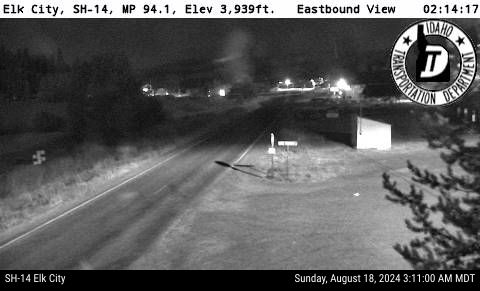 Elk City, SH-14, MP 94.1, Elev 3,939ft. Eastbound View 02:14:17
IDAHO
TRANSPORTATION DEPARTMENT
SH-14 Elk City Sunday, August 18, 2024 3:11:00 AM MDT